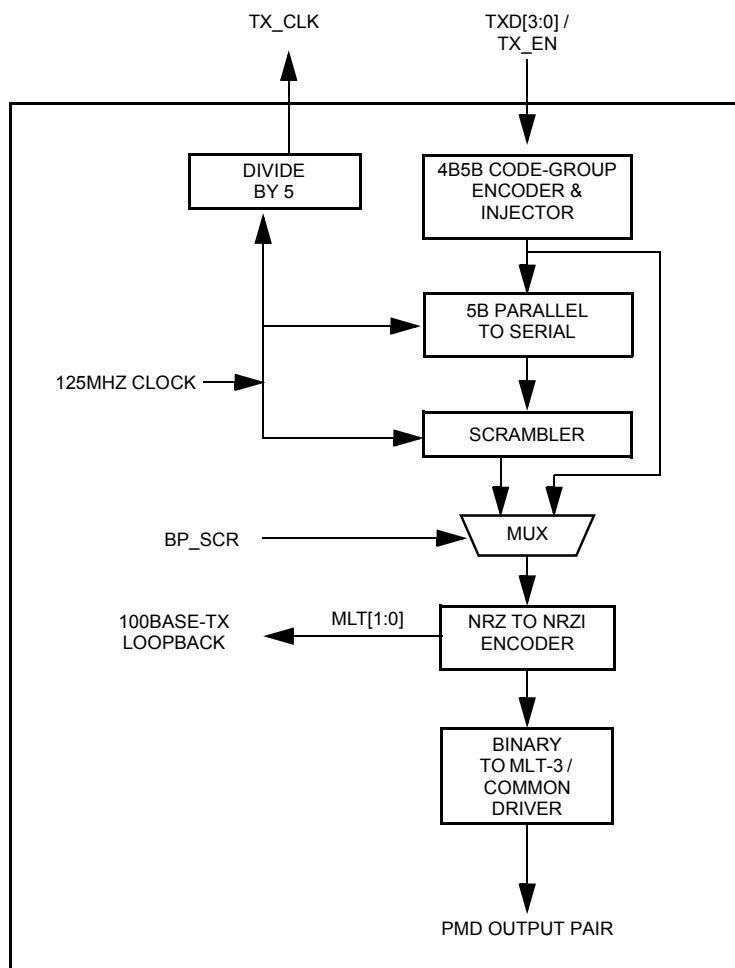 TX_CLK
TXD[3:0] /
TX_EN
DIVIDE
BY 5
4B5B CODE-GROUP
ENCODER &
INJECTOR
5B PARALLEL
TO SERIAL
125MHZ CLOCK
SCRAMBLER
BP_SCR
MUX
100BASE-TX
LOOPBACK
MLT[1:0]
NRZ TO NRZI
ENCODER
BINARY
TO MLT-3 /
COMMON
DRIVER
PMD OUTPUT PAIR